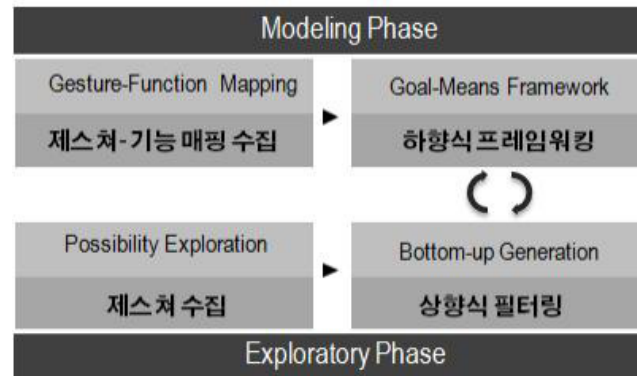 Modeling Phase
Gesture-Function Mapping
제스쳐-기능 매핑 수집
Goal-Means Framework
하향식 프레임워킹
Possibility Exploration
제스쳐 수집
Bottom-up Generation
상향식 필터링
Exploratory Phase